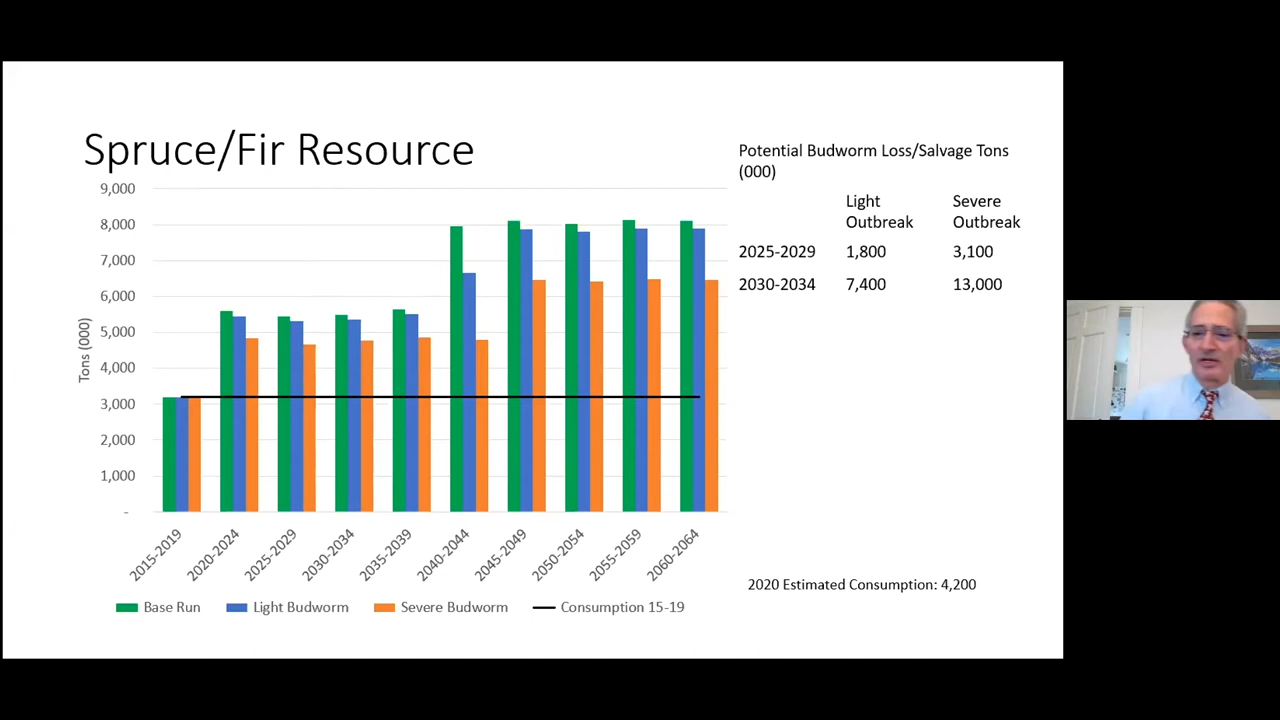 Spruce/Fir Resource
Potential Budworm Loss/Salvage Tons
(000)
Light
Outbreak
Severe
Outbreak
2025-2029 1,800 3,100
2030-2034 7,400 13,000
9,000
8,000
7,000
6,000
5,000
4,000
3,000
2,000
1,000
-
Tons (000)
2015-2019
2020-2024
2025-2029
2030-2034
2035-2039
2040-2044
2045-2049
2050-2054
2055-2059
2060-2064
Base Run Light Budworm Severe Budworm Consumption 15-19
2020 Estimated Consumption: 4,200